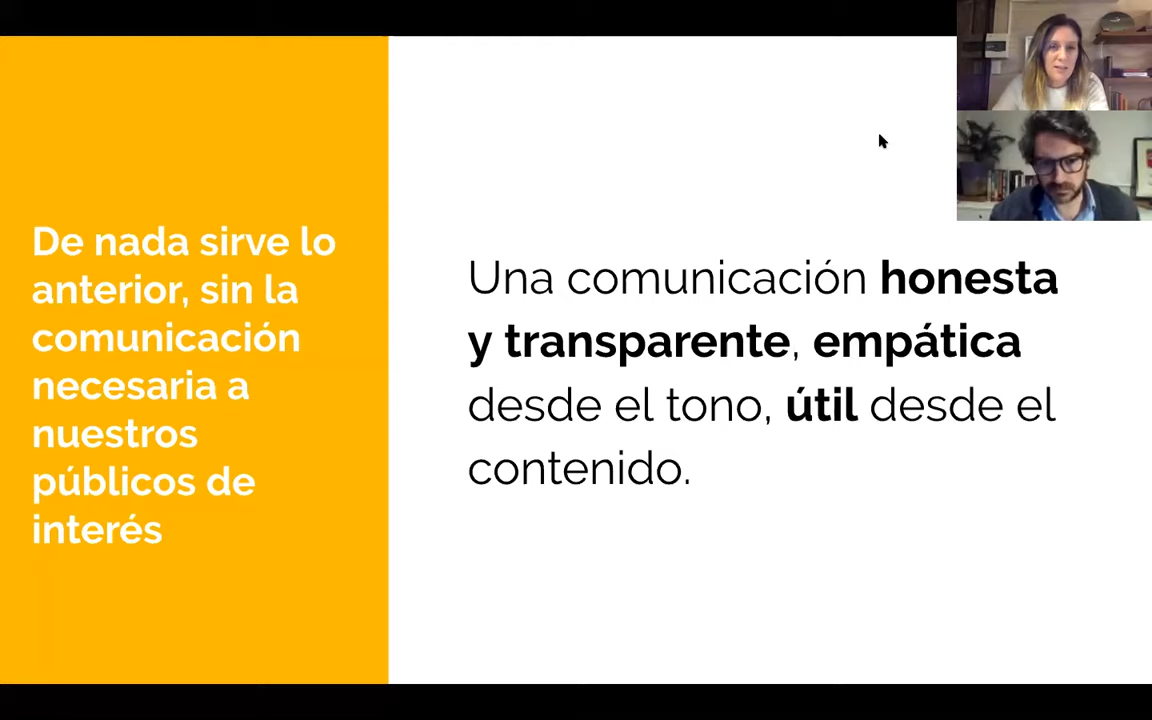 De nada sirve lo
anterior, sin la
comunicación
necesaria a
nuestros
públicos de
interés
Una comunicación honesta
y transparente, empática
desde el tono, útil desde el
contenido.